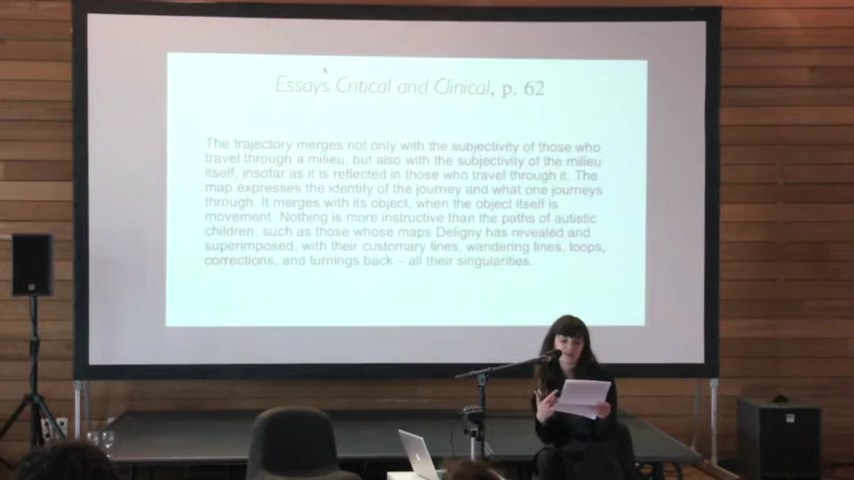 Essays Critical and Clinical, p. 62
The trajectory merges not only with the subjectivity of those who
travel through a milieu, but also with the subjectivity of the milieu
itself, insofar as it is reflected in those who travel through it. The
map expresses the identity of the journey and what one journeys
through. It merges with its object, when the object itself is
movement. Nothing is more instructive than the paths of autistic
children, such as those whose maps Deligny has revealed and
superimposed, with their customary lines, wandering lines, loops,
corrections, and turnings back – all their singularities.